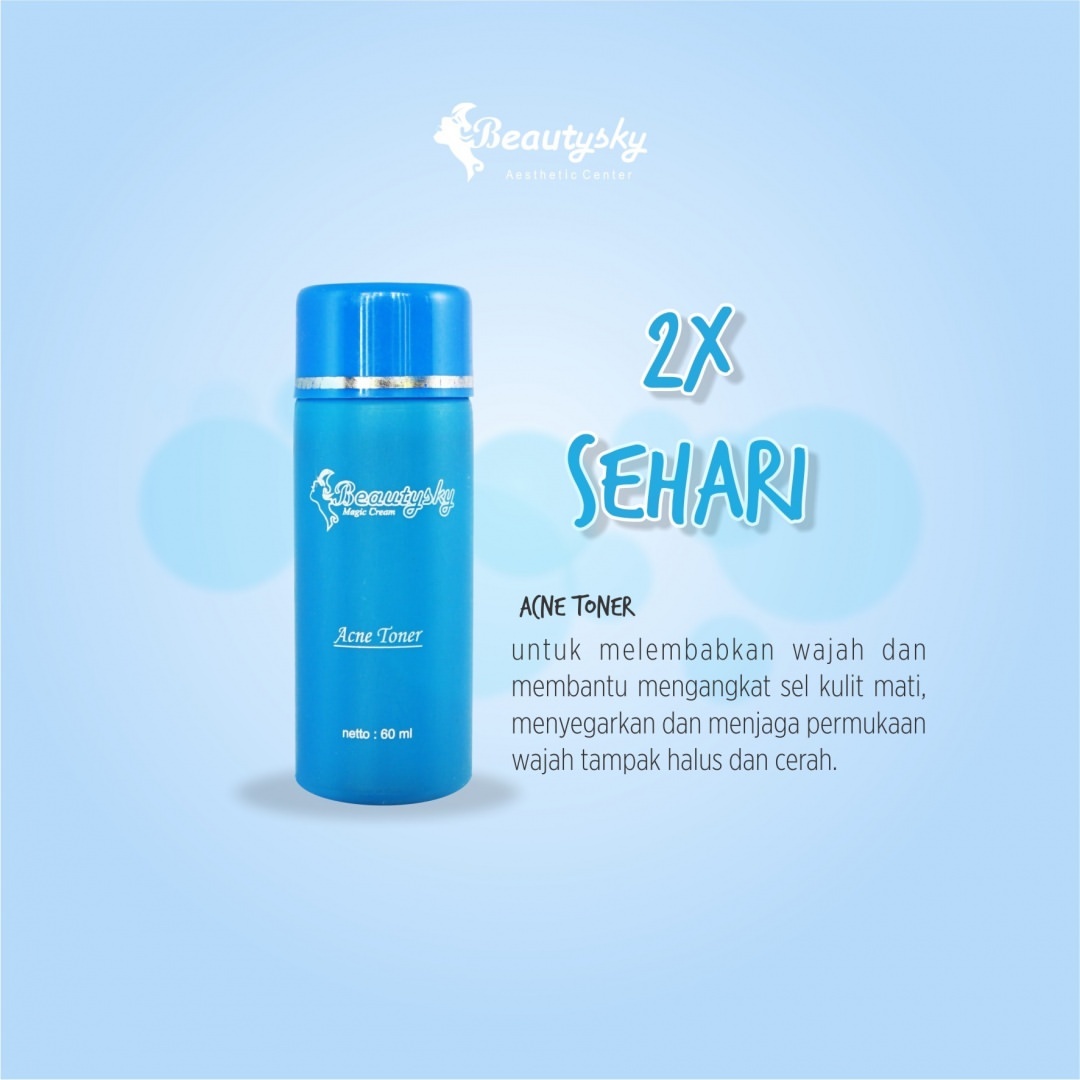 Beautysky
Aesthetic Center
2X
SEHARI
Beautysky
Magic Cream
Acne Toner
netto : 60 ml
ACNE TONER
untuk melembabkan wajah dan
membantu mengangkat sel kulit mati,
menyegarkan dan menjaga permukaan
wajah tampak halus dan cerah.